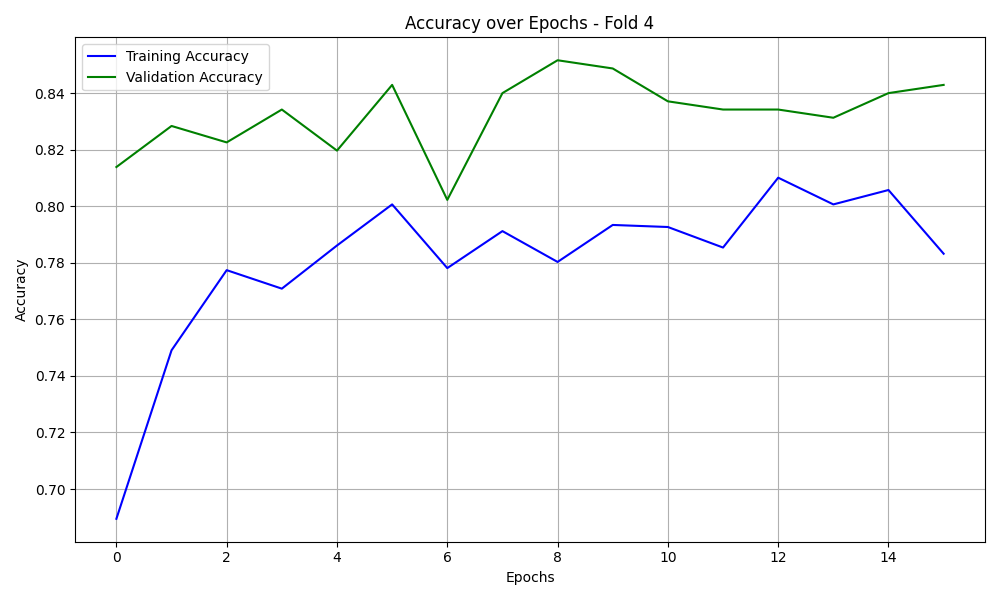 Accuracy over Epochs - Fold 4
Training Accuracy
Validation Accuracy
Accuracy
0.84
0.82
0.80
0.78
0.76
0.74
0.72
0.70
0 2 4 6 8 10 12 14
Epochs